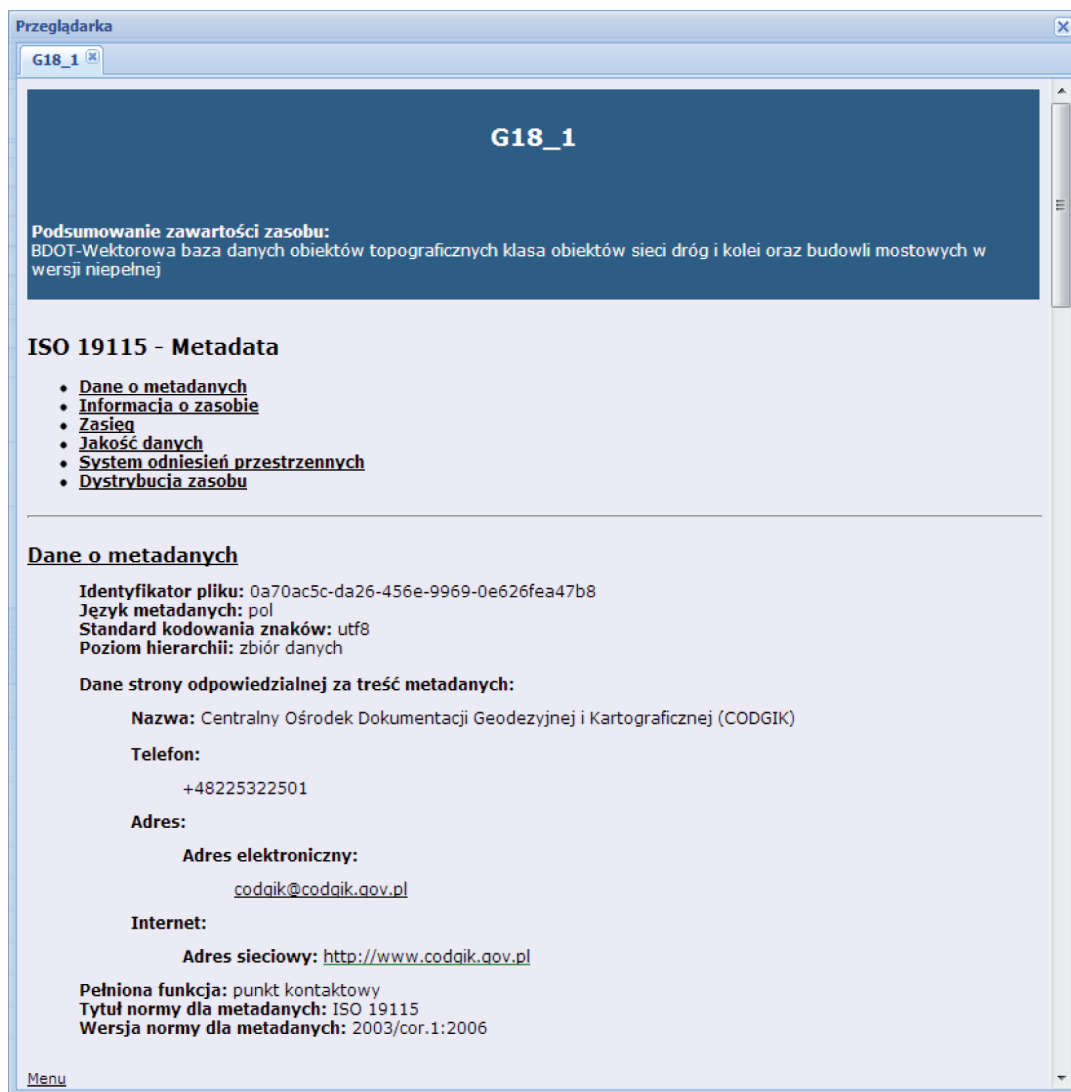 Przeglądarka
G18_1
G18_1
Podsumowanie zawartości zasobu:
BDOT-Wektorowa baza danych obiektów topograficznych klasa obiektów sieci dróg i kolei oraz budowli mostowych w
wersji niepełnej
ISO 19115 - Metadata
• Dane o metadanych
• Informacja o zasobie
• Zasięg
• Jakość danych
• System odniesień przestrzennych
• Dystrybucja zasobu
Dane o metadanych
Identyfikator pliku: 0a70ac5c-da26-456e-9969-0e626fea47b8
Język metadanych: pol
Standard kodowania znaków: utf8
Poziom hierarchii: zbiór danych
Dane strony odpowiedzialnej za treść metadanych:
Nazwa: Centralny Ośrodek Dokumentacji Geodezyjnej i Kartograficznej (CODGIK)
Telefon:
+48225322501
Adres:
Adres elektroniczny:
codgik@codgik.gov.pl
Internet:
Adres sieciowy: http://www.codgik.gov.pl
Pełniona funkcja: punkt kontaktowy
Tytuł normy dla metadanych: ISO 19115
Wersja normy dla metadanych: 2003/cor.1:2006
Menu